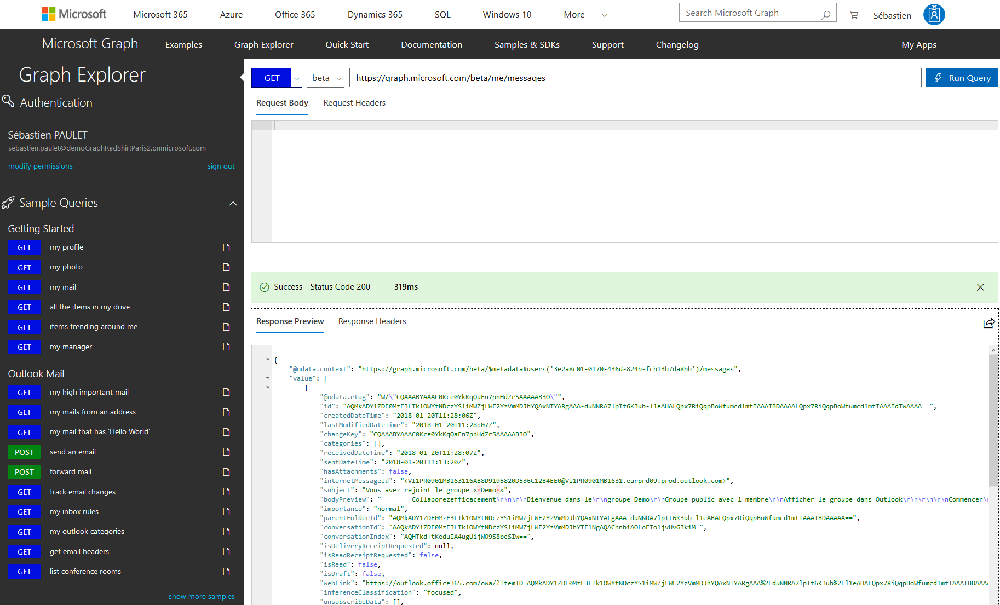 Microsoft
Microsoft 365 Azure Office 365 Dynamics 365 SQL Windows 10 More
Search Microsoft Graph
Sébastien
Microsoft Graph Examples Graph Explorer Quick Start Documentation Samples & SDKs Support Changelog My Apps
Graph Explorer
Authentication
Sébastien PAULET
sebastien.paulet@demoGraphRedShirtParis2.onmicrosoft.com
modify permissions sign out
Sample Queries
Getting Started
GET my profile
GET my photo
GET my mail
GET all the items in my drive
GET items trending around me
GET my manager
Outlook Mail
GET my high important mail
GET my mails from an address
GET my mail that has 'Hello World'
POST send an email
POST forward mail
GET track email changes
GET my inbox rules
GET my outlook categories
GET get email headers
GET list conference rooms
show more samples
GET beta https://graph.microsoft.com/beta/me/messages Run Query
Request Body Request Headers
Success - Status Code 200 319ms
Response Preview Response Headers
{
"@odata.context": "https://graph.microsoft.com/beta/$metadata#users('3e2a8c01-0170-436d-824b-fcb13b7da8bb')/messages",
"value": [
{
"@odata.etag": "W/\"CQAAABYAAAC0Kce0YkKqQaFn7pnHdZrSAAAAAB3O\"",
"id": "AQMkADY1ZDE0MzE3LTk1OWYtNDczYS1iMWZjLWE2YzVmMDJhYQAxNTYARgAAA-duNNRA7lpIt6K3ub-l1eAHALQpx7RiQqpBoWfumcd1mtIAAAIBDAAAALQpx7RiQqpBoWfumcd1mtIAAAIdTwAAAA==",
"createdDateTime": "2018-01-20T11:28:06Z",
"lastModifiedDateTime": "2018-01-20T11:28:07Z",
"changeKey": "CQAAABYAAAC0Kce0YkKqQaFn7pnHdZrSAAAAAB3O",
"categories": [],
"receivedDateTime": "2018-01-20T11:28:07Z",
"sentDateTime": "2018-01-20T11:13:20Z",
"hasAttachments": false,
"internetMessageId": "<VI1PR0901MB163116AB8D9195820D536C12B4EE0@VI1PR0901MB1631.eurprd09.prod.outlook.com>",
"subject": "Vous avez rejoint le groupe «·Demo·»",
"bodyPreview": " Collaborezefficacement\r\n\r\nBienvenue dans le\r\ngroupe Demo\r\nGroupe public avec 1 membre\r\nAfficher le groupe dans Outlook\r\n\r\n\r\nCommencer\
"importance": "normal",
"parentFolderId": "AQMkADY1ZDE0MzE3LTk1OWYtNDczYS1iMWZjLWE2YzVmMDJhYQAxNTYALgAAA-duNNRA7lpIt6K3ub-l1eABALQpx7RiQqpBoWfumcd1mtIAAAIBDAAAAA==",
"conversationId": "AAQkADY1ZDE0MzE3LTk1OWYtNDczYS1iMWZjLWE2YzVmMDJhYTE1NgAQACnnbiAOLoFIo1jvUvG3kiM=",
"conversationIndex": "AQHTkd+tKeduIA4ugUijWO9S8beSIw==",
"isDeliveryReceiptRequested": null,
"isReadReceiptRequested": false,
"isRead": false,
"isDraft": false,
"webLink": "https://outlook.office365.com/owa/?ItemID=AQMkADY1ZDE0MzE3LTk1OWYtNDczYS1iMWZjLWE2YzVmMDJhYQAxNTYARgAAA%2FduNNRA7lpIt6K3ub%2Fl1eAHALQpx7RiQqpBoWfumcd1mtIAAAIBDAAAA
"inferenceClassification": "focused",
"unsubscribeData": [],